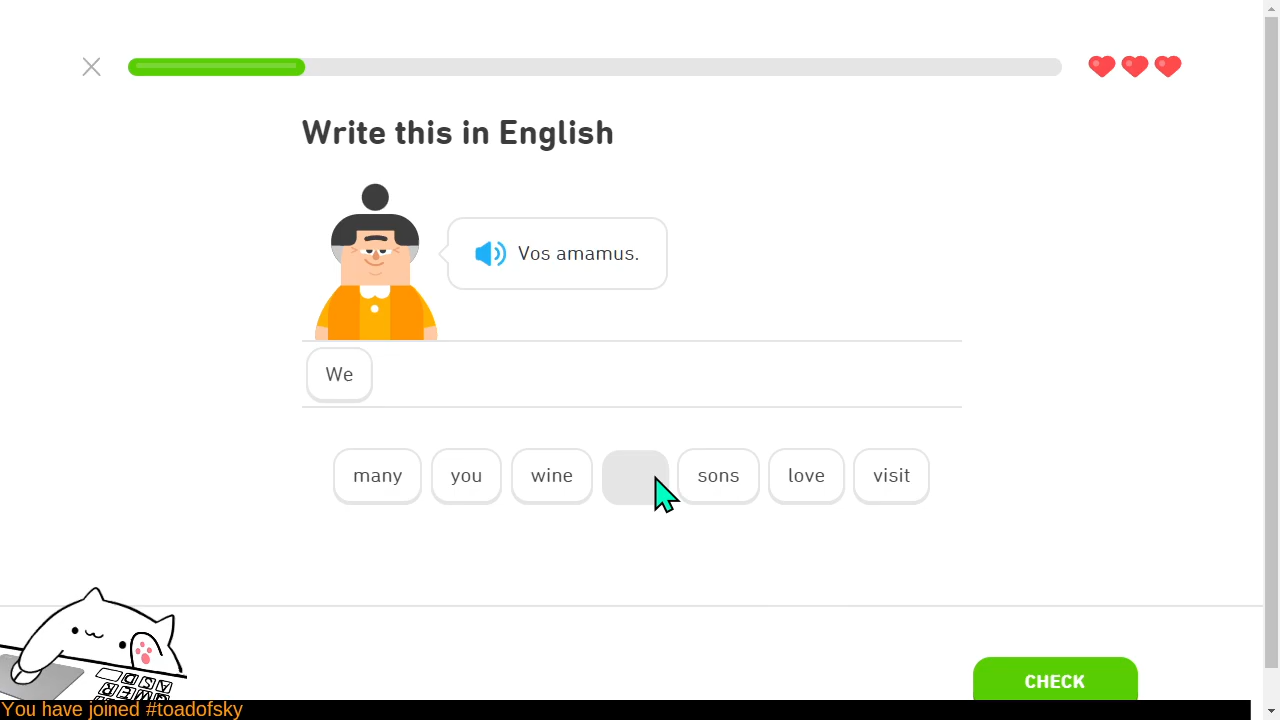 Write this in English
Vos amamus.
We
many you wine sons love visit
CHECK
You have joined #toadofsky